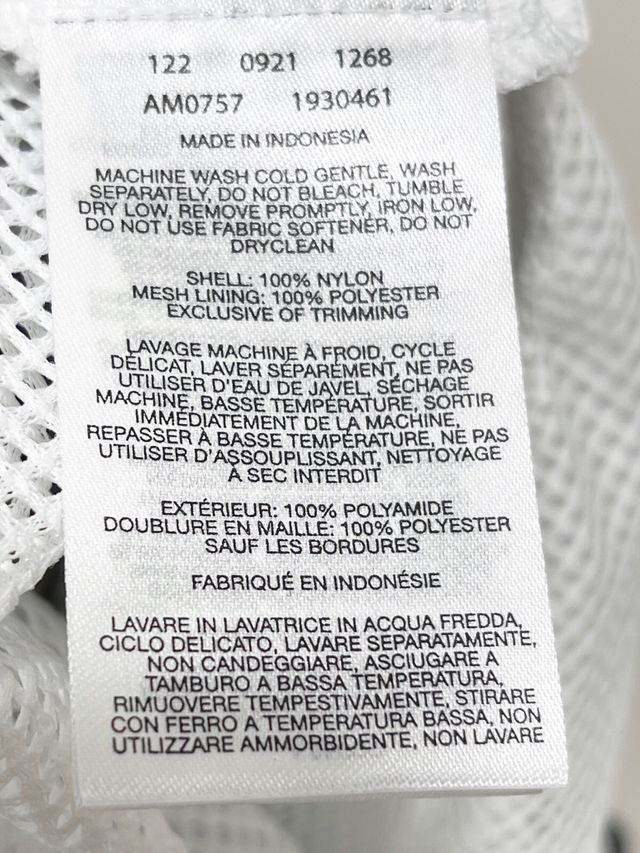 122 0921 1268
AM0757 1930461
MADE IN INDONESIA
MACHINE WASH COLD GENTLE, WASH
SEPARATELY, DO NOT BLEACH, TUMBLE
DRY LOW, REMOVE PROMPTLY, IRON LOW,
DO NOT USE FABRIC SOFTENER, DO NOT
DRYCLEAN
SHELL: 100% NYLON
MESH LINING: 100% POLYESTER
EXCLUSIVE OF TRIMMING
LAVAGE MACHINE À FROID, CYCLE
DÉLICAT, LAVER SÉPARÉMENT, NE PAS
UTILISER D'EAU DE JAVEL, SÉCHAGE
MACHINE, BASSE TEMPÉRATURE, SORTIR
IMMÉDIATEMENT DE LA MACHINE,
REPASSER À BASSE TEMPÉRATURE, NE PAS
UTILISER D'ASSOUPLISSANT, NETTOYAGE
À SEC INTERDIT
EXTÉRIEUR: 100% POLYAMIDE
DOUBLURE EN MAILLE: 100% POLYESTER
SAUF LES BORDURES
FABRIQUÉ EN INDONÉSIE
LAVARE IN LAVATRICE IN ACQUA FREDDA,
CICLO DELICATO, LAVARE SEPARATAMENTE,
NON CANDEGGIARE, ASCIUGARE A
TAMBURO A BASSA TEMPERATURA,
RIMUOVERE TEMPESTIVAMENTE, STIRARE
CON FERRO A TEMPERATURA BASSA, NON
UTILIZZARE AMMORBIDENTE, NON LAVARE